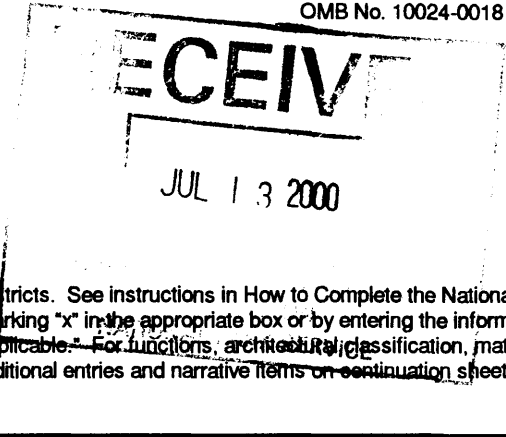 OMB No. 10024-0018
ECEIV
JUL 13 2000
tricts. See instructions in How to Complete the Nationa
rking "x" in the appropriate box or by entering the inform
plicable." For functions, architectural classification, mat
ditional entries and narrative items on continuation sheet